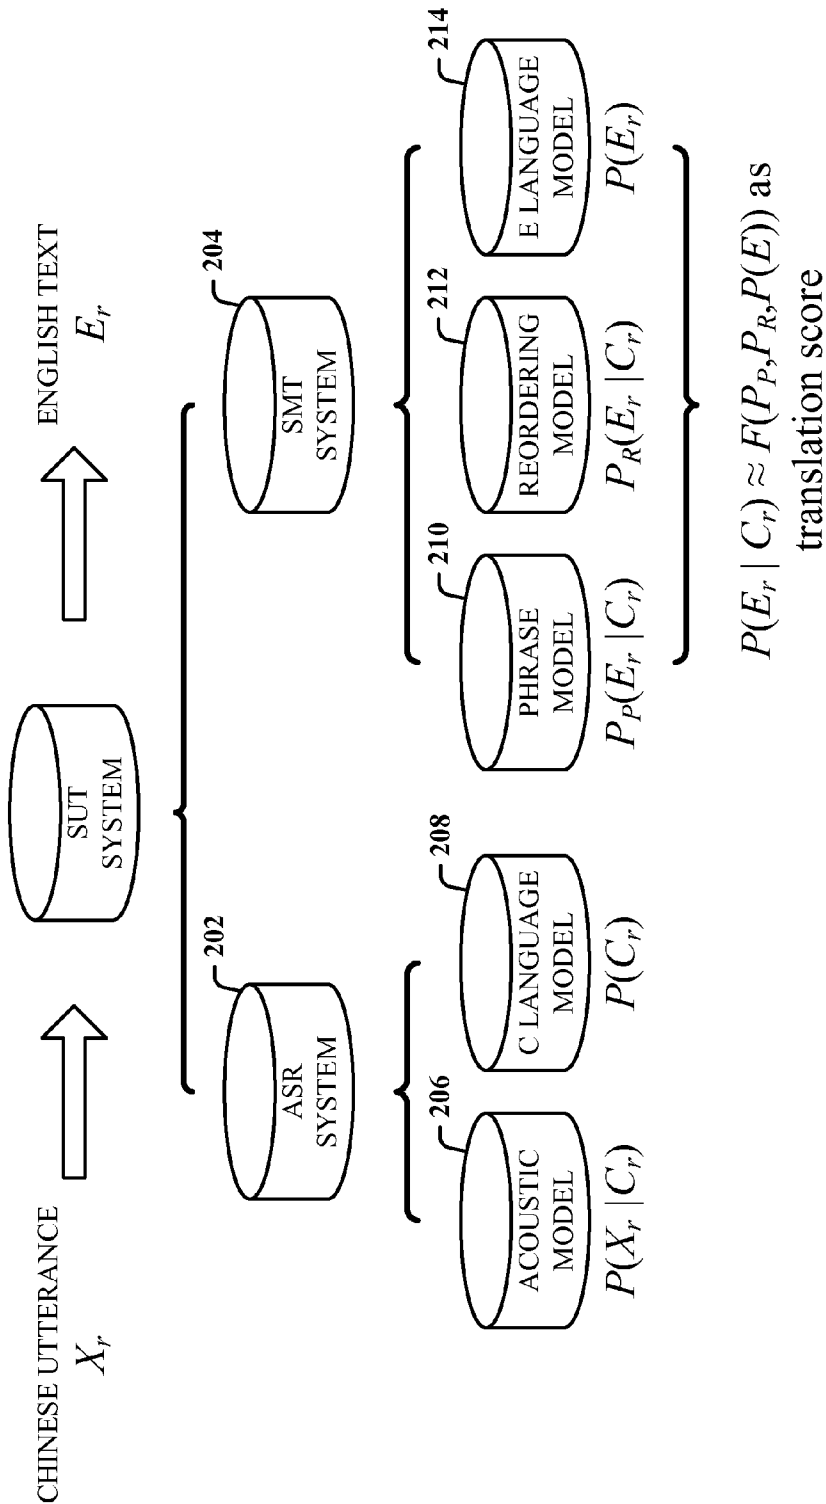 CHINESE UTTERANCE
X_r
SUT
SYSTEM
ENGLISH TEXT
E_r
202
ASR
SYSTEM
204
SMT
SYSTEM
206
ACOUSTIC
MODEL
P(X_r | C_r)
208
C LANGUAGE
MODEL
P(C_r)
210
PHRASE
MODEL
P_P(E_r | C_r)
212
REORDERING
MODEL
P_R(E_r | C_r)
214
E LANGUAGE
MODEL
P(E_r)
P(E_r | C_r) ≈ F(P_P,P_R,P(E)) as
translation score